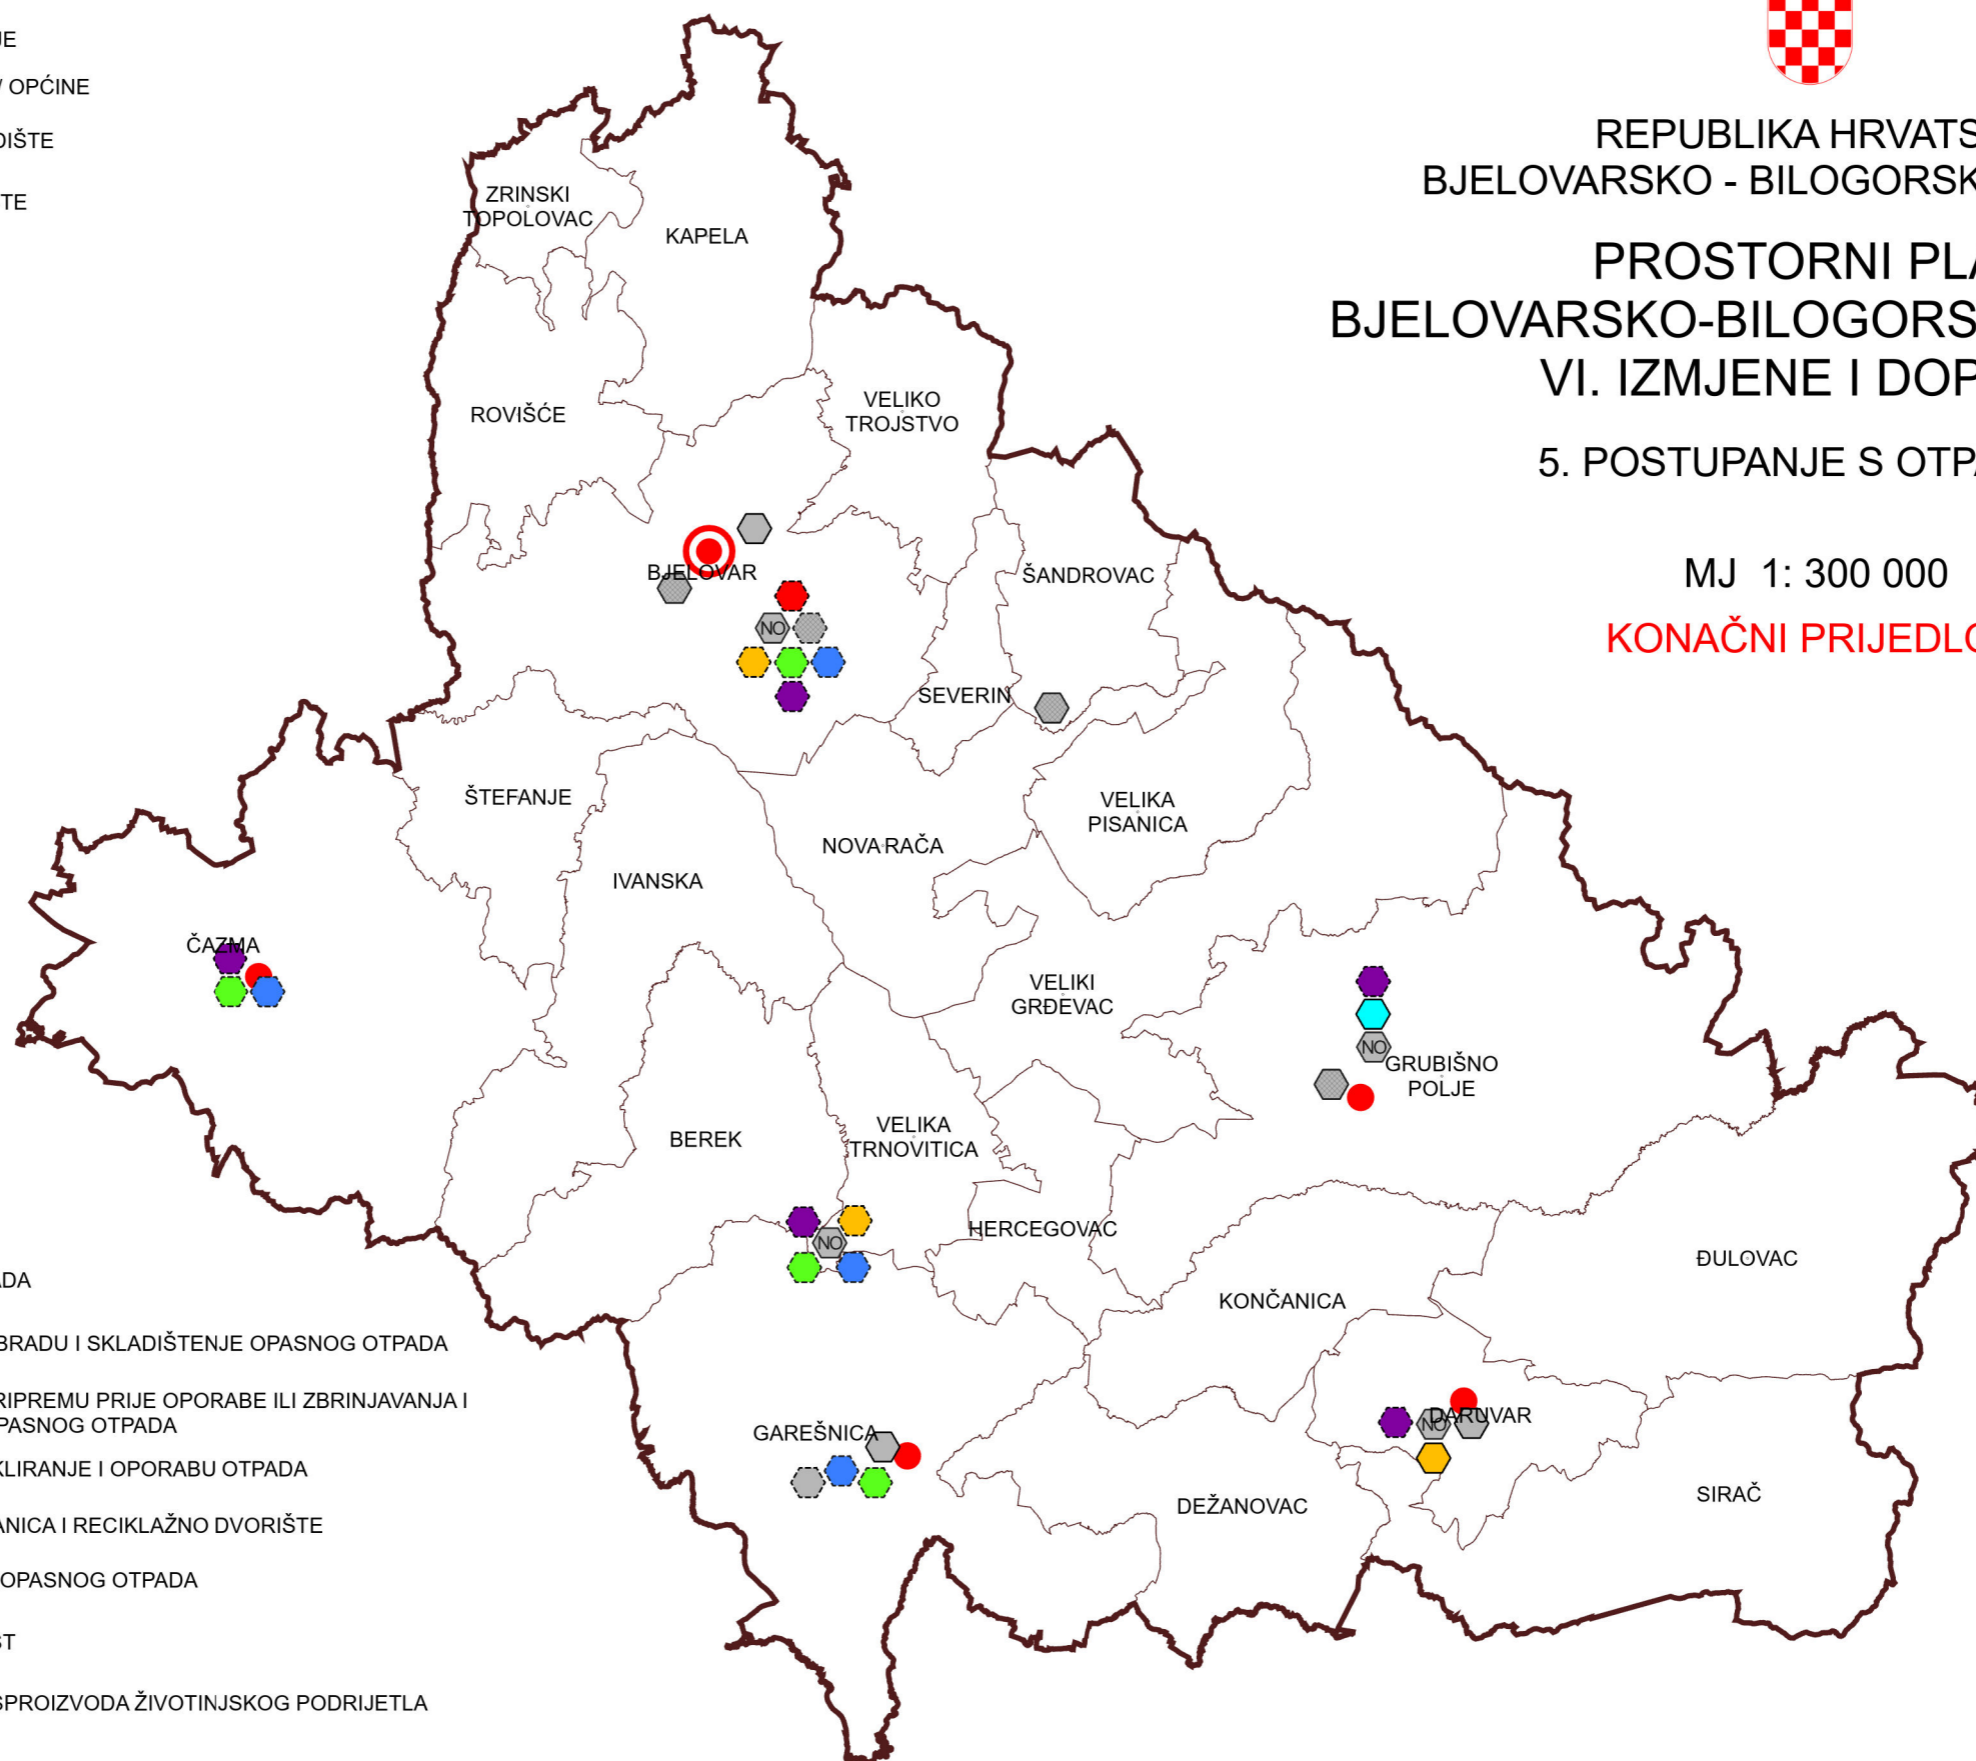 JE
/ OPĆINE
DIŠTE
TE
REPUBLIKA HRVATS
BJELOVARSKO - BILOGORSK
PROSTORNI PLA
BJELOVARSKO-BILOGORS
VI. IZMJENE I DOP
5. POSTUPANJE S OTPA
MJ 1: 300 000
KONAČNI PRIJEDLO
ZRINSKI
TOPOLOVAC
KAPELA
ROVIŠĆE
VELIKO
TROJSTVO
BJELOVAR
ŠANDROVAC
NO
SEVERIN
ŠTEFANJE
VELIKA
PISANICA
NOVA RAČA
IVANSKA
ČAZMA
VELIKI
GRĐEVAC
NO
GRUBIŠNO
POLJE
BEREK
VELIKA
TRNOVITICA
HERCEGOVAC
NO
ĐULOVAC
KONČANICA
GAREŠNICA
NO
DARUVAR
DEŽANOVAC
SIRAČ
ADA
BRADU I SKLADIŠTENJE OPASNOG OTPADA
RIPREMU PRIJE OPORABE ILI ZBRINJAVANJA I
PASNOG OTPADA
KLIRANJE I OPORABU OTPADA
ANICA I RECIKLAŽNO DVORIŠTE
OPASNOG OTPADA
ST
SPROIZVODA ŽIVOTINJSKOG PODRIJETLA